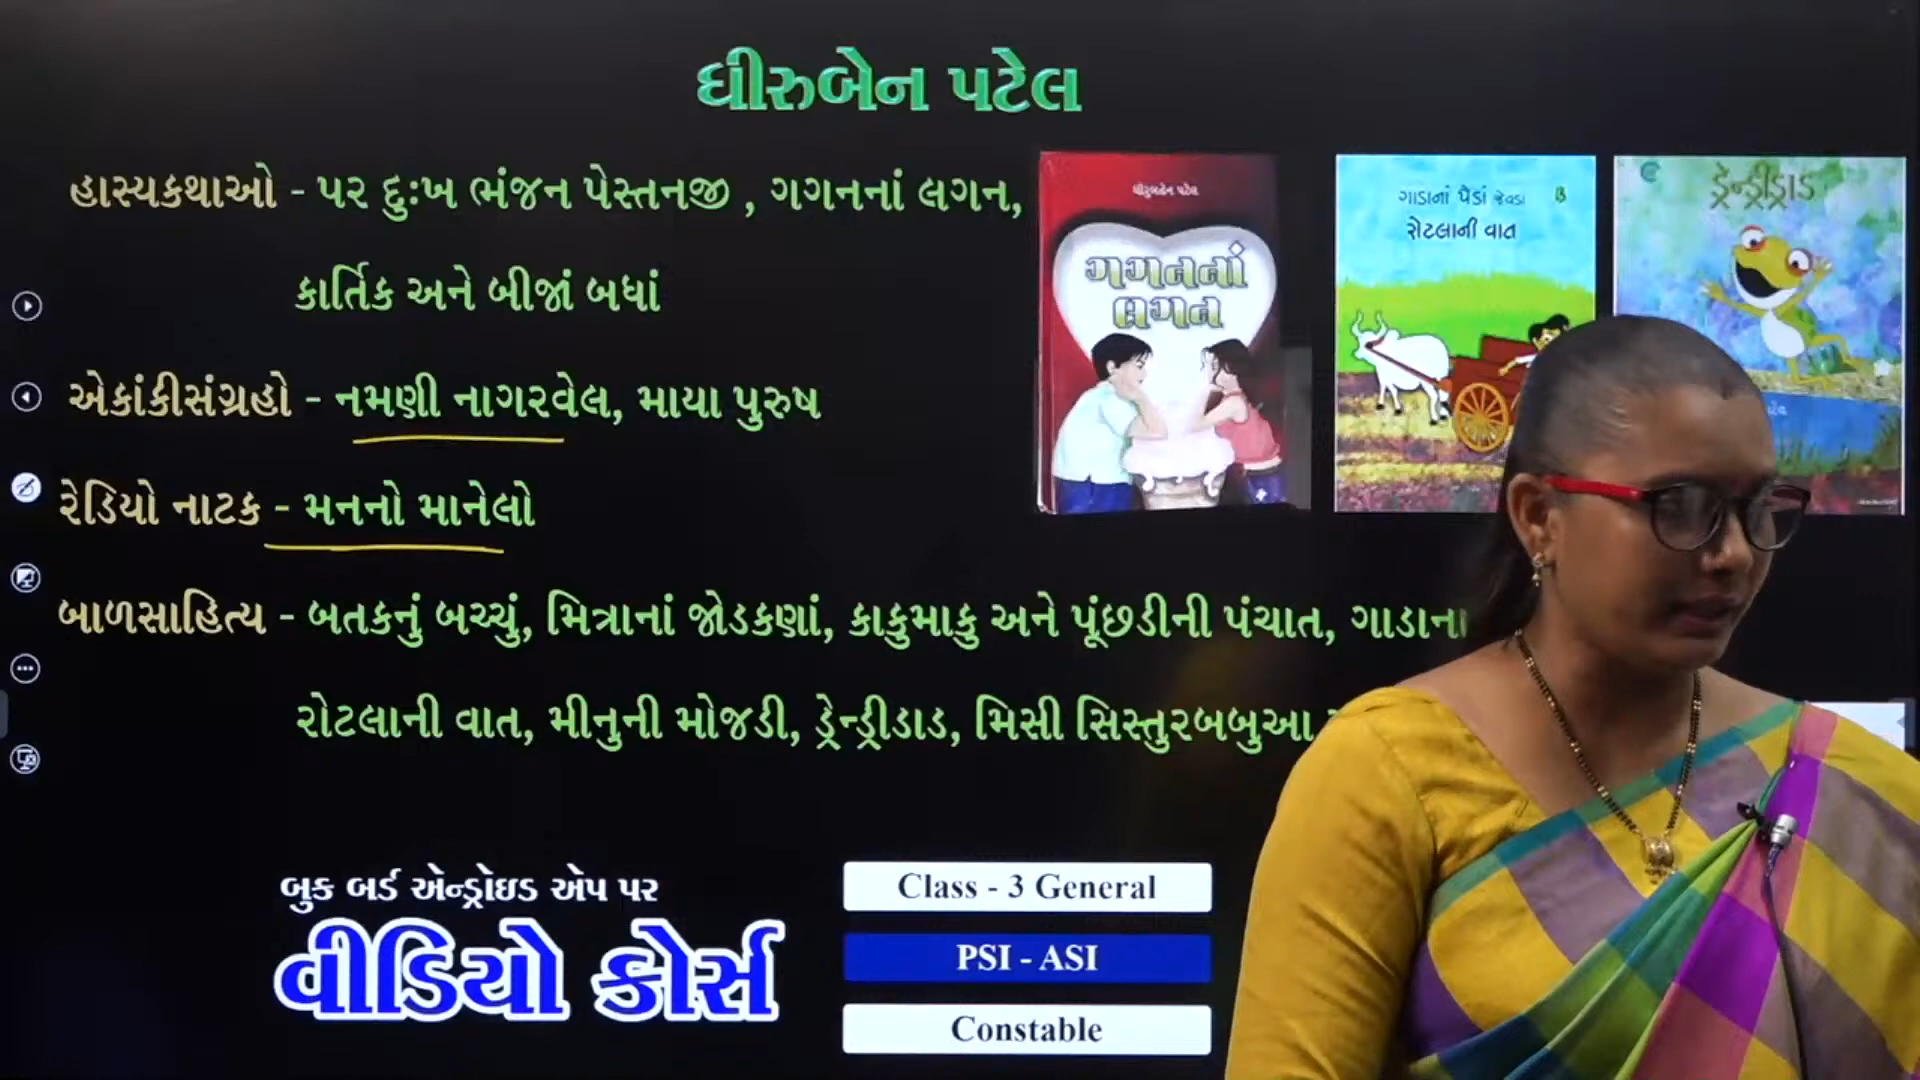 ધીરુબેન પટેલ
હાસ્યકથાઓ - પર દુઃખ ભંજન પેસ્તનજી , ગગનનાં લગન,
કાર્તિક અને બીજાં બધાં
એકાંકીસંગ્રહો - નમણી નાગરવેલ, માયા પુરુષ
રેડિયો નાટક - મનનો માનેલો
બાળસાહિત્ય - બતકનું બચ્ચું, મિત્રાનાં જોડકણાં, કાકુમાકુ અને પૂંછડીની પંચાત, ગાડાના
રોટલાની વાત, મીનુની મોજડી, ડ્રેન્ડ્રીડાડ, મિસી સિસ્તુરબબુઆ
ધીરુબહેન પટેલ
ગગનનાં
લગન
ગાડાનાં પૈડાં જેવડા
રોટલાની વાત
ડ્રેન્ડ્રીડાડ
બુક બર્ડ એન્ડ્રોઇડ એપ પર
વીડિયો કોર્સ
Class - 3 General
PSI - ASI
Constable